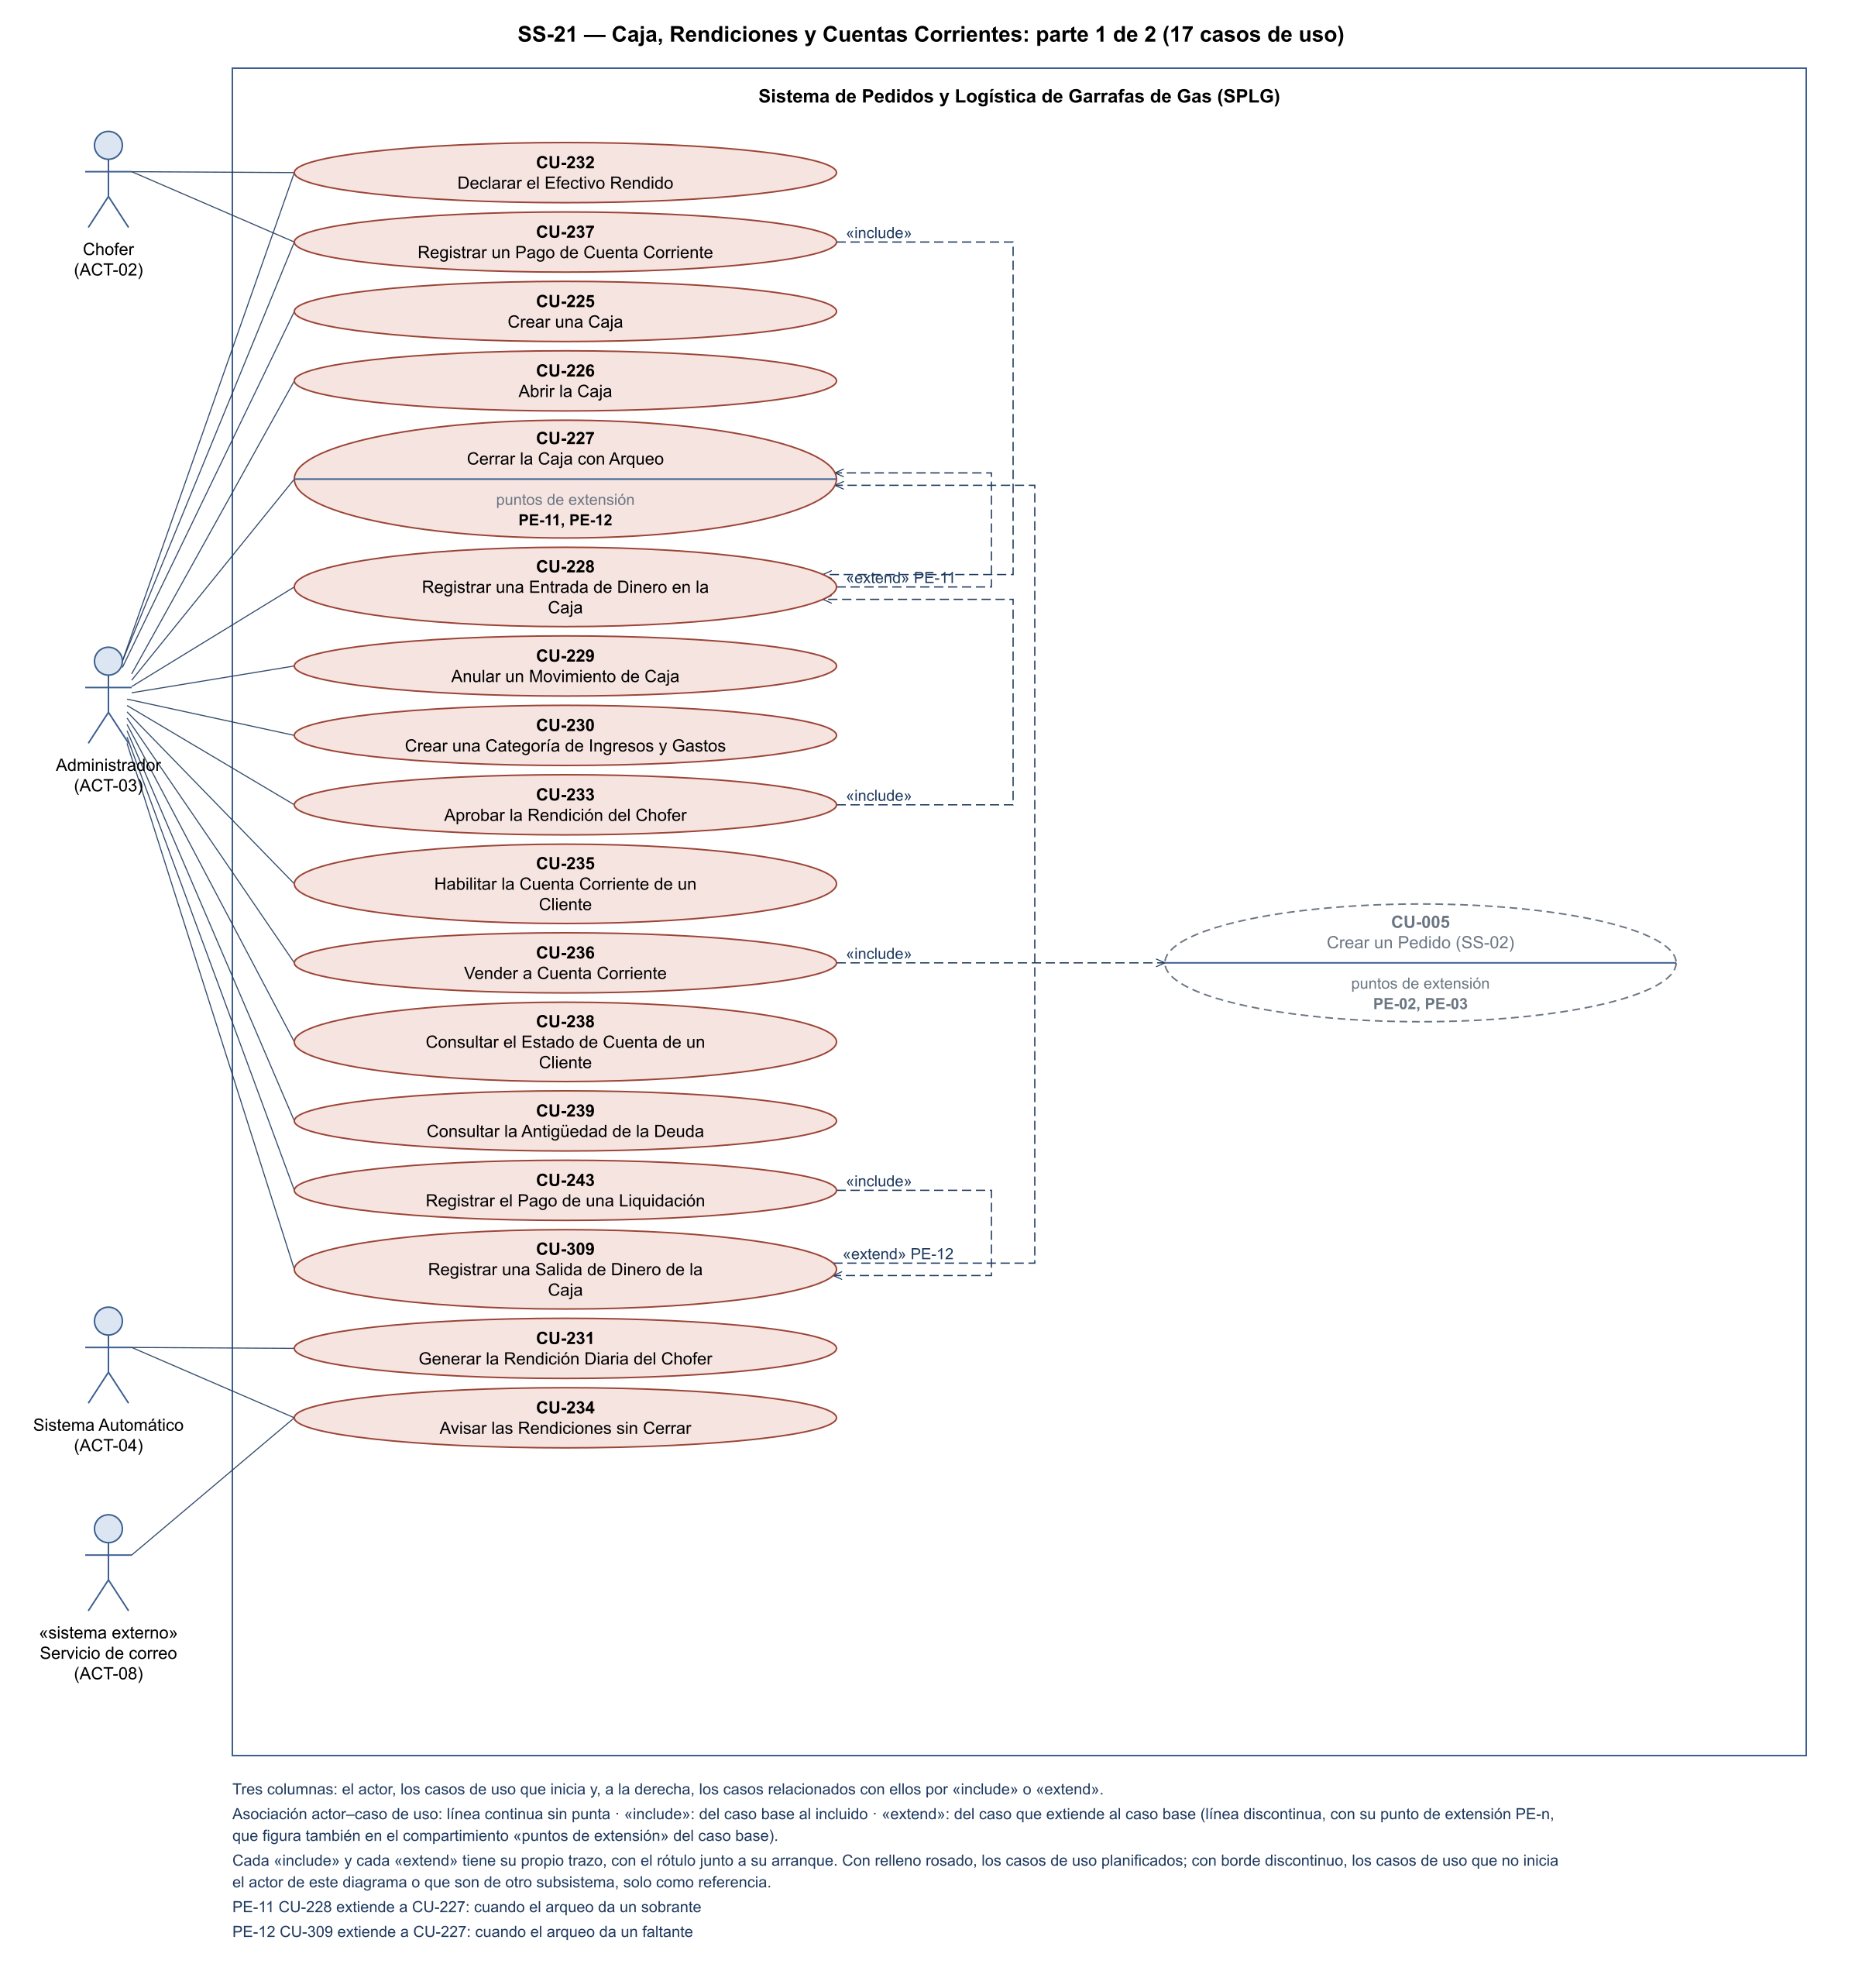 SS-21 — Caja, Rendiciones y Cuentas Corrientes: parte 1 de 2 (17 casos de uso)
Sistema de Pedidos y Logística de Garrafas de Gas (SPLG)
Chofer
(ACT-02)
CU-232
Declarar el Efectivo Rendido
CU-237
Registrar un Pago de Cuenta Corriente
«include»
CU-225
Crear una Caja
CU-226
Abrir la Caja
CU-227
Cerrar la Caja con Arqueo
puntos de extensión
PE-11, PE-12
CU-228
Registrar una Entrada de Dinero en la
Caja
«extend» PE-11
CU-229
Anular un Movimiento de Caja
Administrador
(ACT-03)
CU-230
Crear una Categoría de Ingresos y Gastos
CU-233
Aprobar la Rendición del Chofer
«include»
CU-235
Habilitar la Cuenta Corriente de un
Cliente
CU-236
Vender a Cuenta Corriente
«include»
CU-005
Crear un Pedido (SS-02)
puntos de extensión
PE-02, PE-03
CU-238
Consultar el Estado de Cuenta de un
Cliente
CU-239
Consultar la Antigüedad de la Deuda
CU-243
Registrar el Pago de una Liquidación
«include»
CU-309
Registrar una Salida de Dinero de la
Caja
«extend» PE-12
Sistema Automático
(ACT-04)
CU-231
Generar la Rendición Diaria del Chofer
CU-234
Avisar las Rendiciones sin Cerrar
«sistema externo»
Servicio de correo
(ACT-08)
Tres columnas: el actor, los casos de uso que inicia y, a la derecha, los casos relacionados con ellos por «include» o «extend».
Asociación actor–caso de uso: línea continua sin punta · «include»: del caso base al incluido · «extend»: del caso que extiende al caso base (línea discontinua, con su punto de extensión PE-n,
que figura también en el compartimiento «puntos de extensión» del caso base).
Cada «include» y cada «extend» tiene su propio trazo, con el rótulo junto a su arranque. Con relleno rosado, los casos de uso planificados; con borde discontinuo, los casos de uso que no inicia
el actor de este diagrama o que son de otro subsistema, solo como referencia.
PE-11 CU-228 extiende a CU-227: cuando el arqueo da un sobrante
PE-12 CU-309 extiende a CU-227: cuando el arqueo da un faltante